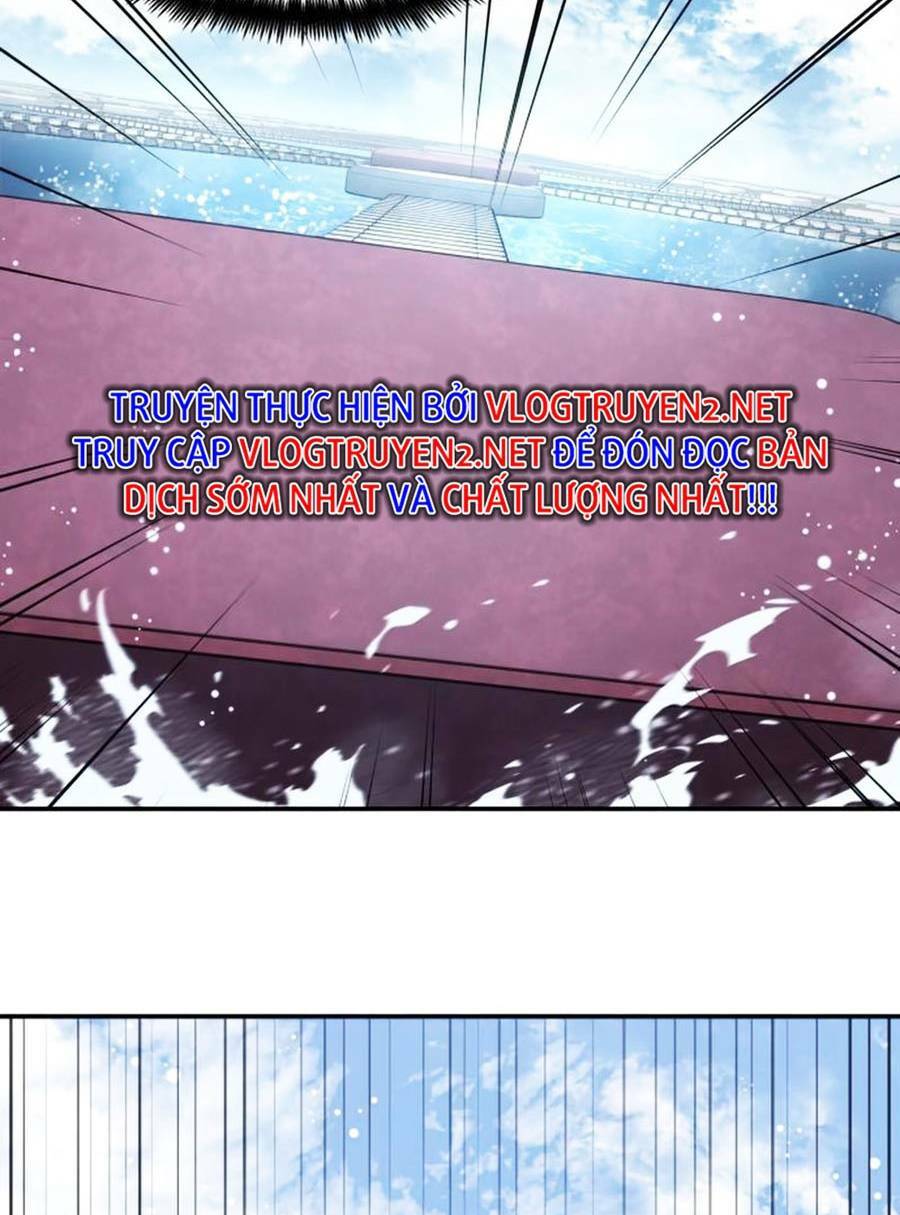 TRUYỆN THỰC HIỆN BỞI VLOGTRUYEN2.NET
TRUY CẬP VLOGTRUYEN2.NET ĐỂ ĐÓN ĐỌC BẢN
DỊCH SỚM NHẤT VÀ CHẤT LƯỢNG NHẤT!!!